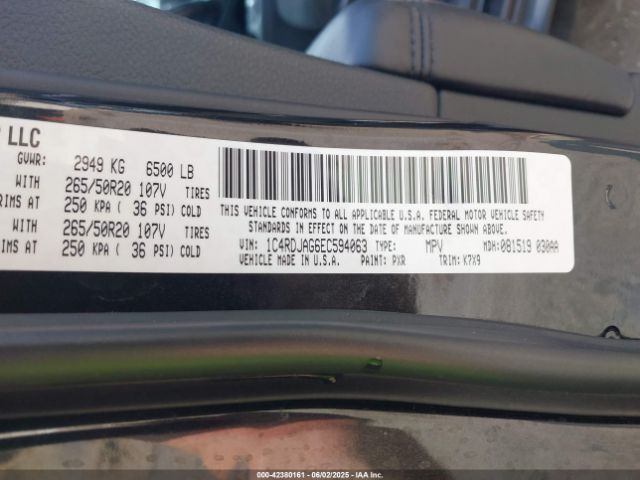 LLC
GVWR: 2949 KG 6500 LB
WITH 265/50R20 107V TIRES
RIMS AT 250 KPA ( 36 PSI) COLD
WITH 265/50R20 107V TIRES
RIMS AT 250 KPA ( 36 PSI) COLD
THIS VEHICLE CONFORMS TO ALL APPLICABLE U.S.A. FEDERAL MOTOR VEHICLE SAFETY
STANDARDS IN EFFECT ON THE DATE OF MANUFACTURE SHOWN ABOVE.
VIN: 1C4RDJAG6EC594063 TYPE: MPV MDH: 081519 030AA
MADE IN U.S.A. PAINT: PXR TRIM: K7X9
000-42380161 - 06/02/2025 - IAAI.COM